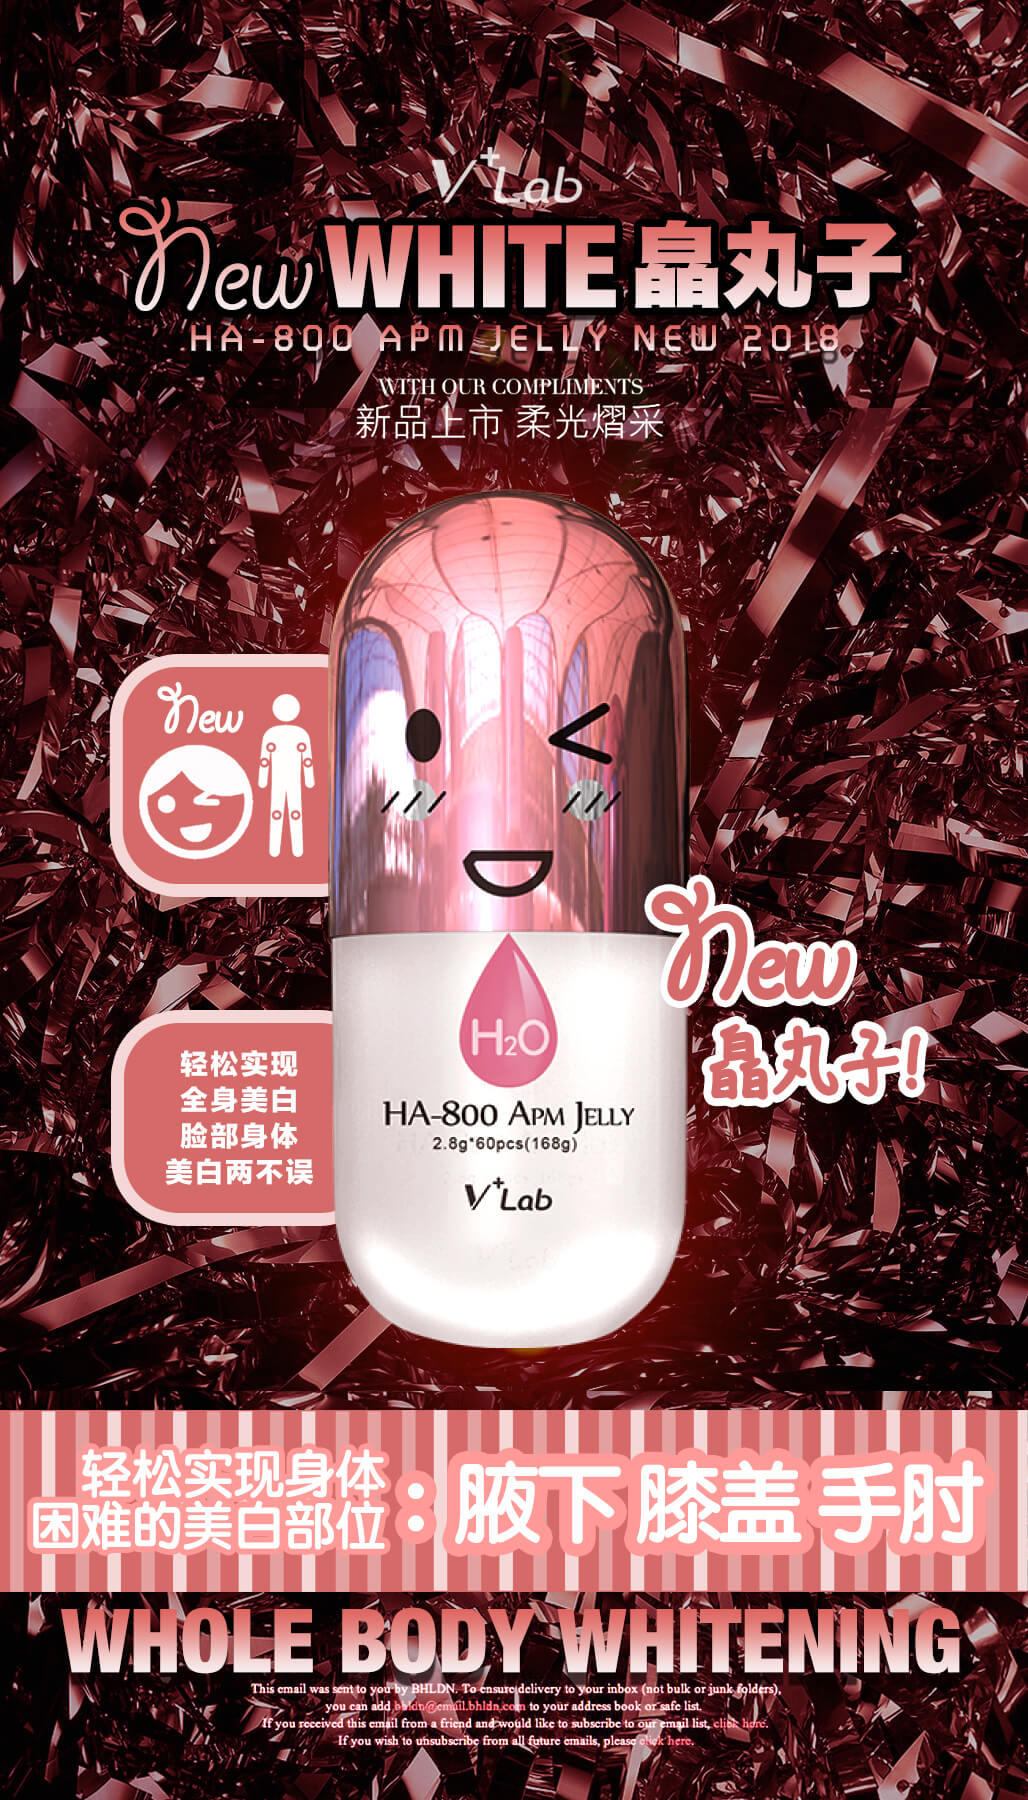 V+Lab
New WHITE 皛丸子
HA-800 APM JELLY NEW 2018
WITH OUR COMPLIMENTS
新品上市 柔光熠采
New
H2O
HA-800 APM JELLY
2.8g*60pcs(168g)
V+Lab
New
皛丸子!
轻松实现
全身美白
脸部身体
美白两不误
轻松实现身体
困难的美白部位:腋下 膝盖 手肘
WHOLE BODY WHITENING
This email was sent to you by BHLDN. To ensure delivery to your inbox (not bulk or junk folders),
you can add bhldn@email.bhldn.com to your address book or safe list.
If you received this email from a friend and would like to subscribe to our email list, click here.
If you wish to unsubscribe from all future emails, please click here.